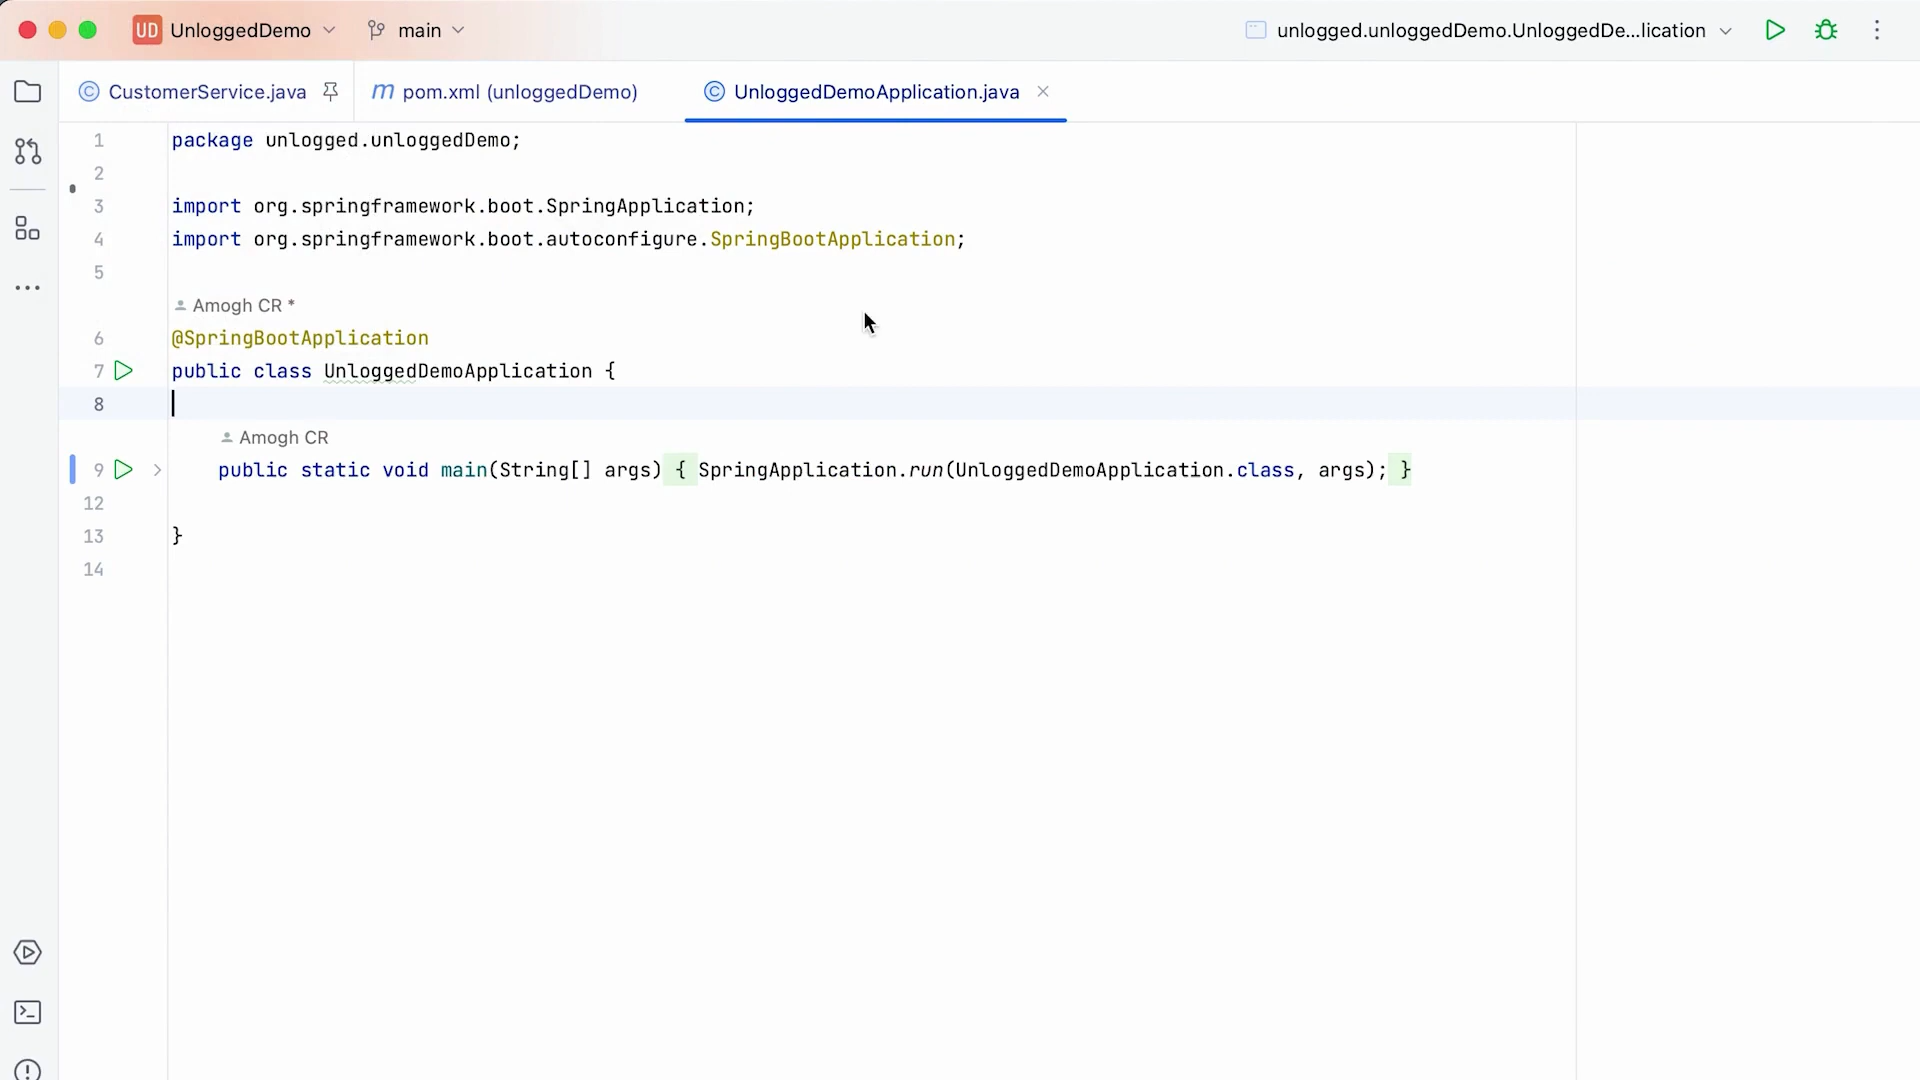 UD UnloggedDemo main unlogged.unloggedDemo.UnloggedDe...lication
CustomerService.java m pom.xml (unloggedDemo) UnloggedDemoApplication.java
1 package unlogged.unloggedDemo;
2
3 import org.springframework.boot.SpringApplication;
4 import org.springframework.boot.autoconfigure.SpringBootApplication;
5
Amogh CR *
6 @SpringBootApplication
7 public class UnloggedDemoApplication {
8
Amogh CR
9 public static void main(String[] args) { SpringApplication.run(UnloggedDemoApplication.class, args); }
12
13 }
14